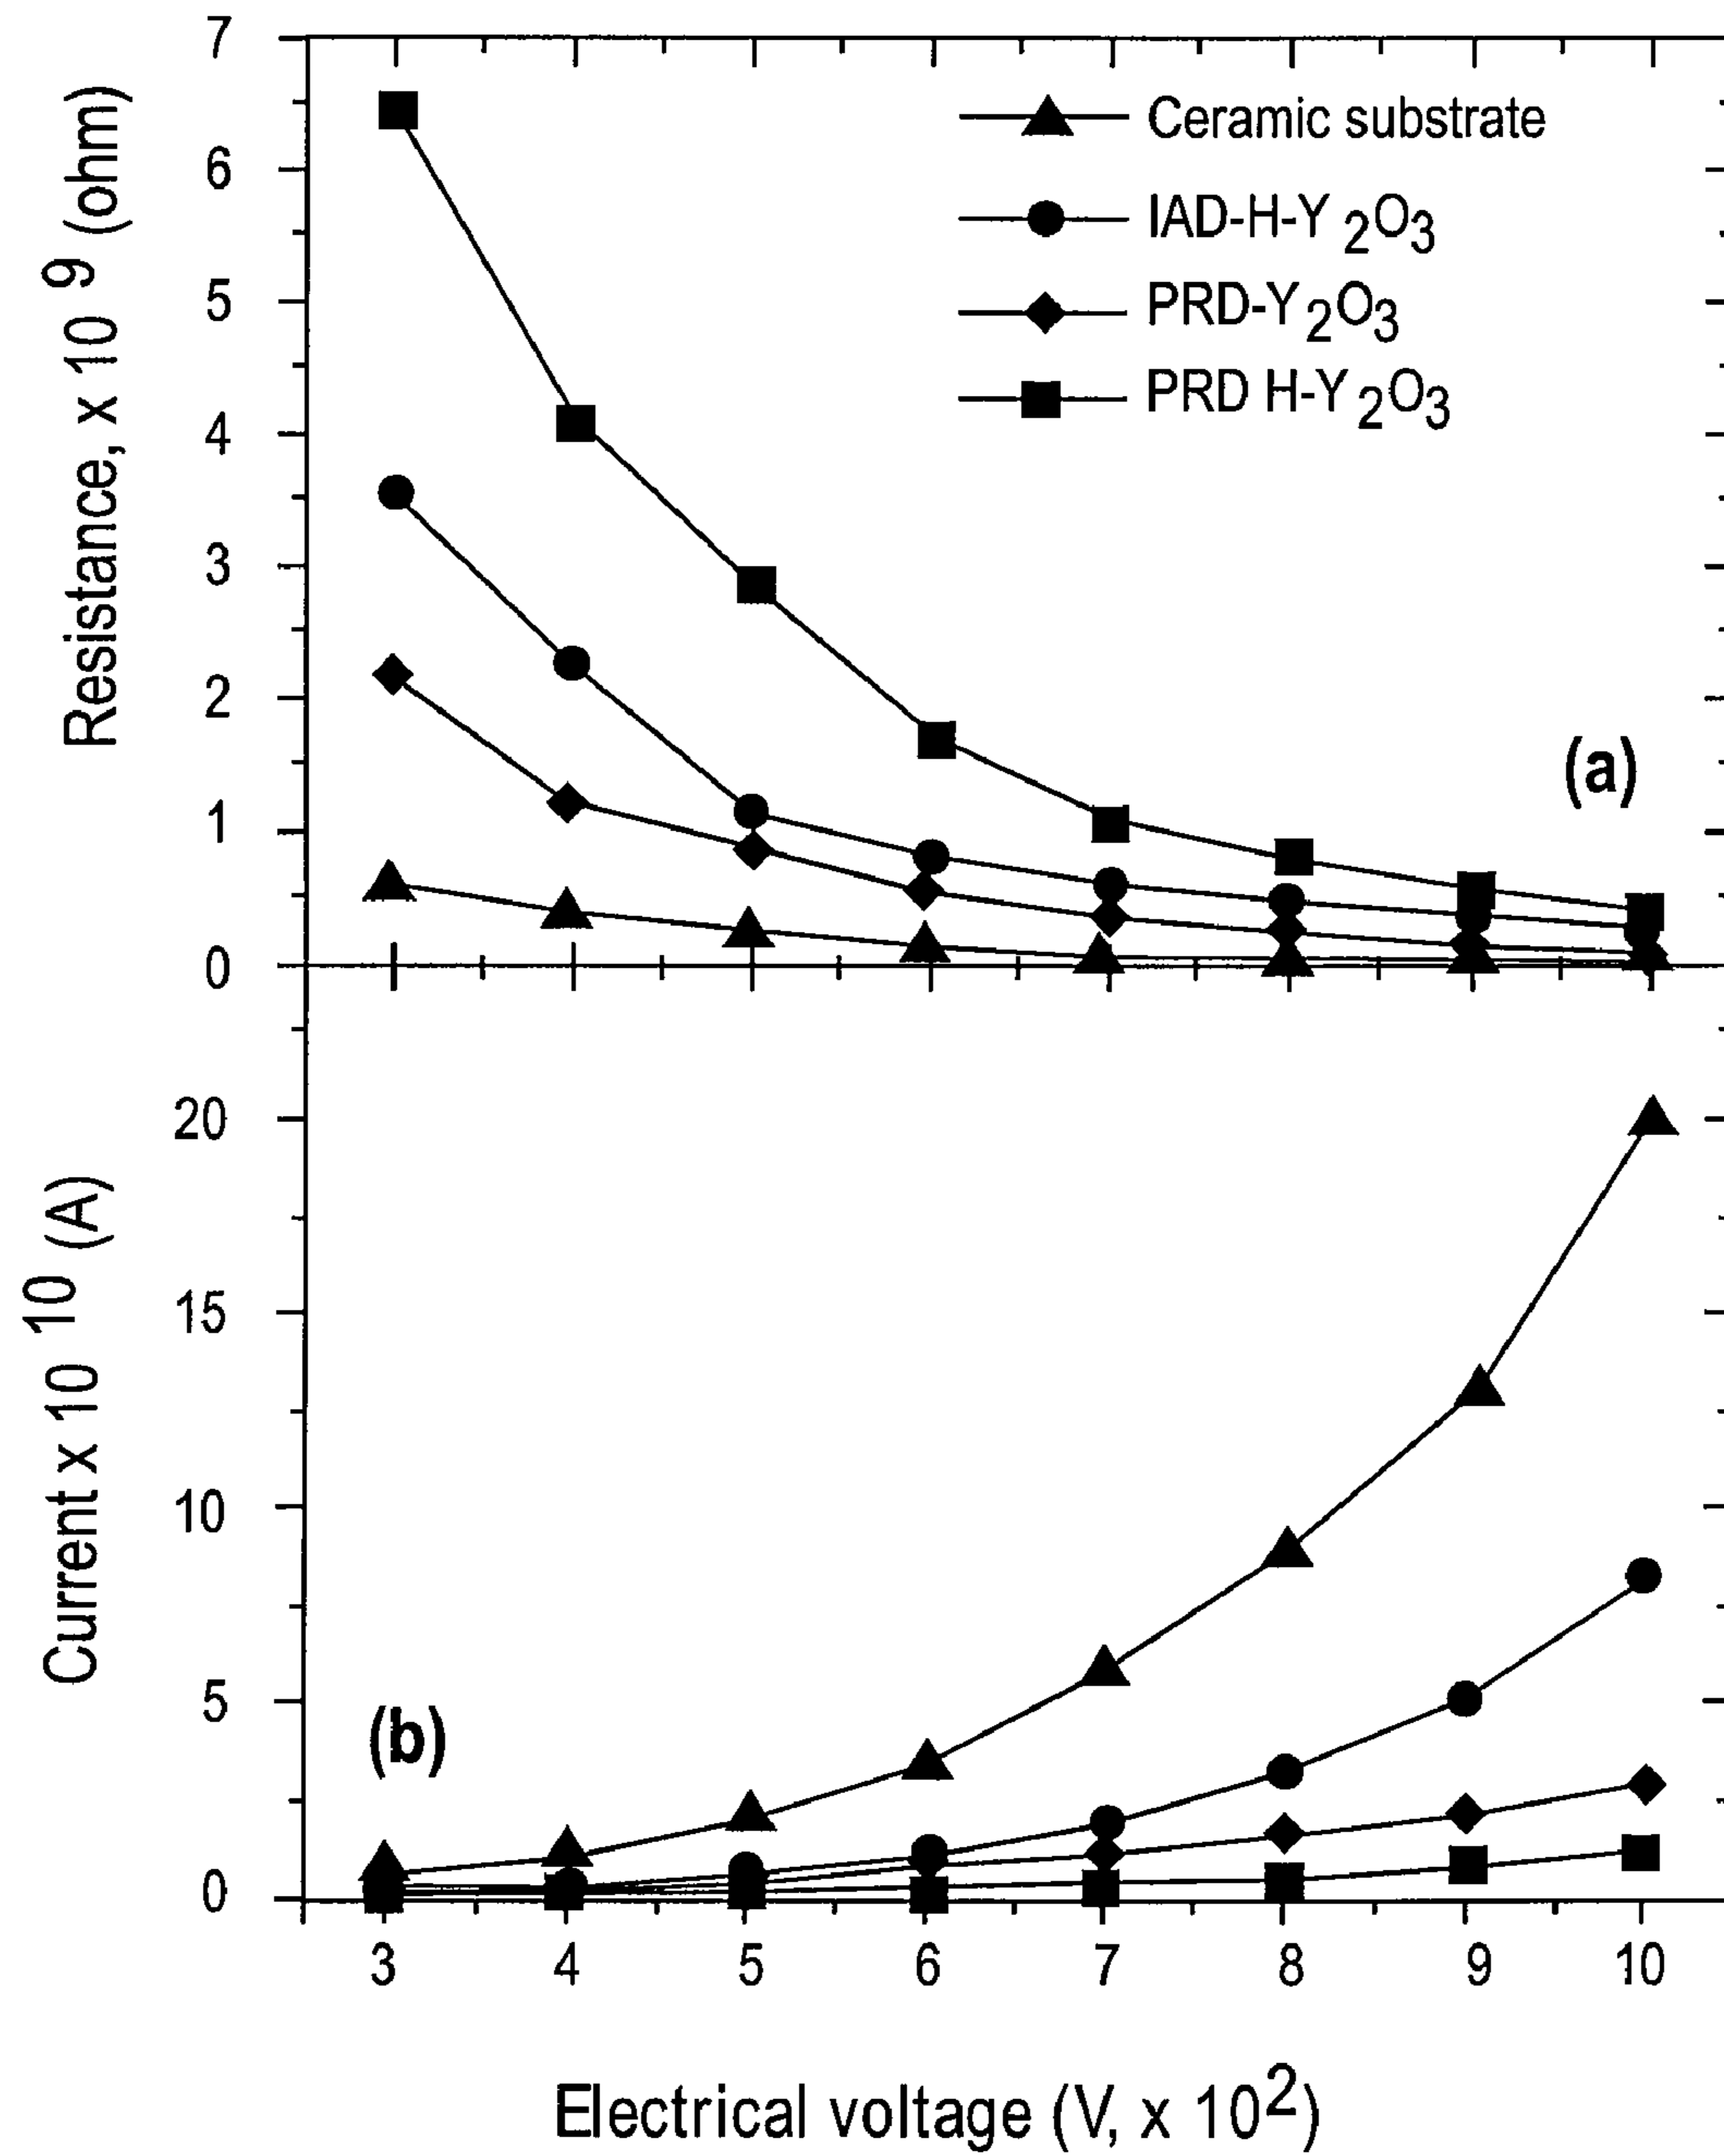 Resistance, x 10 9 (ohm)
7
6
5
4
3
2
1
0
Ceramic substrate
IAD-H-Y 2O3
PRD-Y2O3
PRD H-Y 2O3
(a)
Current x 10 10 (A)
20
15
10
5
0
(b)
3 4 5 6 7 8 9 10
Electrical voltage (V, x 102)